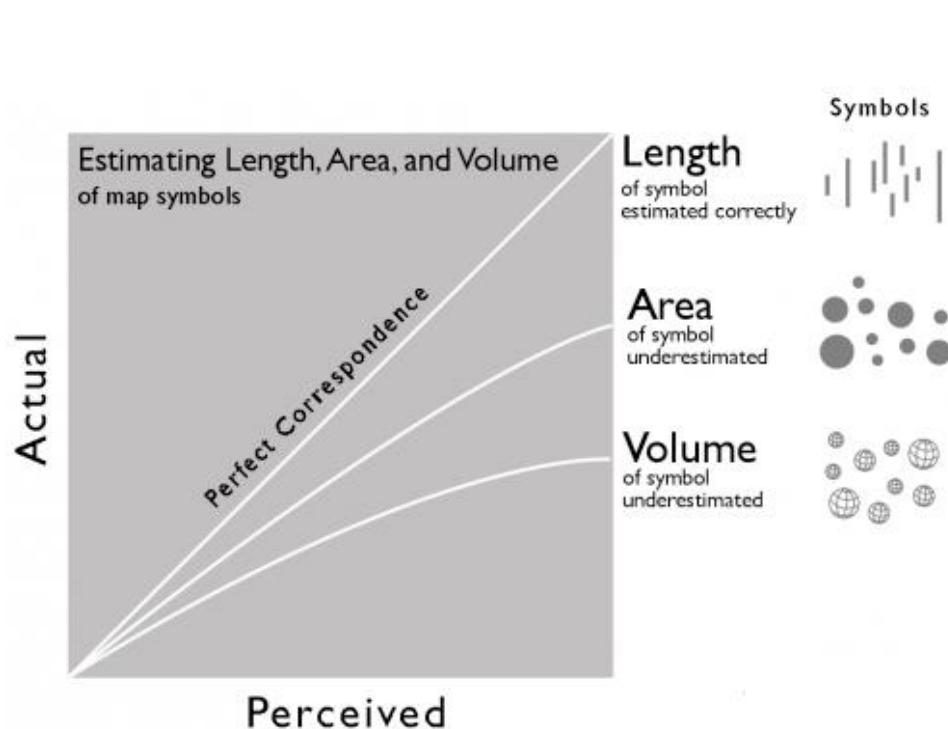 Symbols
Estimating Length, Area, and Volume
of map symbols
Length
of symbol
estimated correctly
Perfect Correspondence
Area
of symbol
underestimated
Actual
Volume
of symbol
underestimated
Perceived